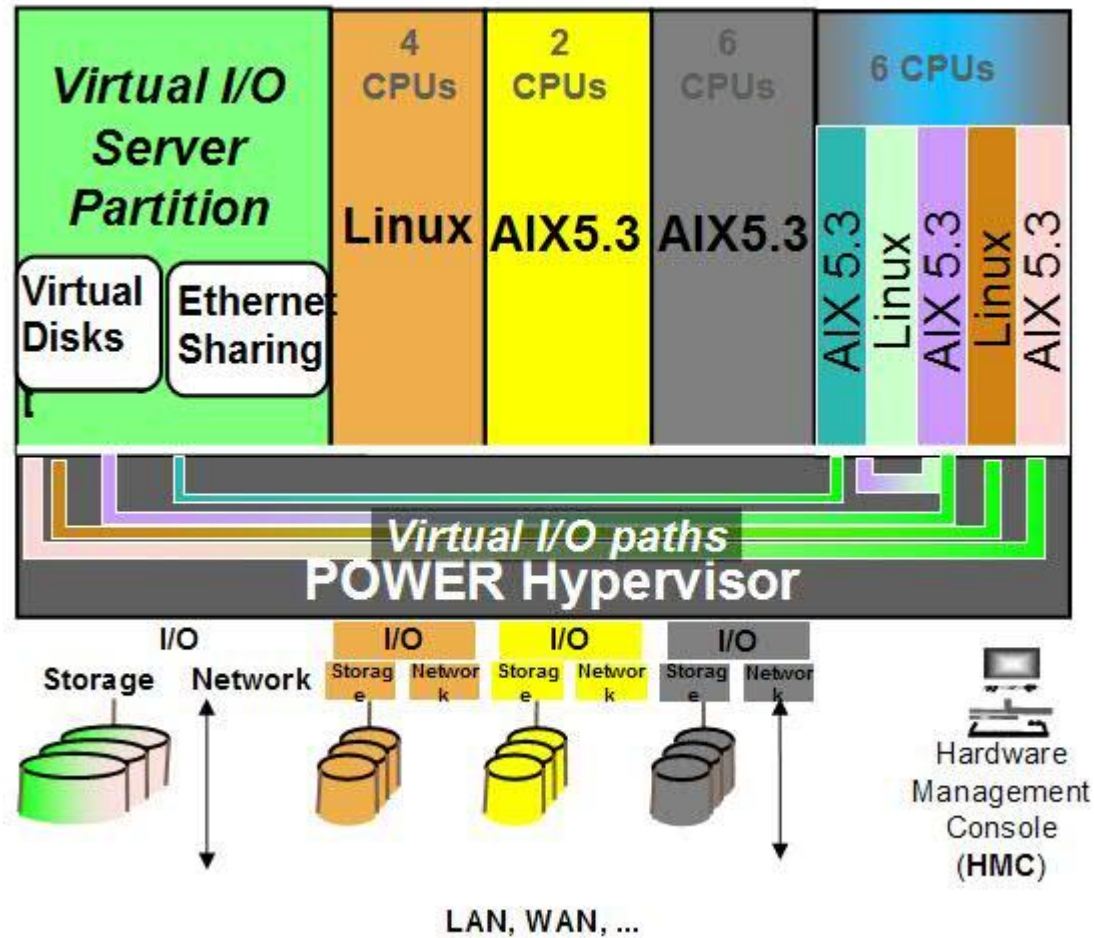 Virtual I/O
Server
Partition
Virtual
Disks
Ethernet
Sharing
4
CPUs
Linux
2
CPUs
AIX5.3
6
CPUs
AIX5.3
6 CPUs
AIX 5.3
Linux
AIX 5.3
Linux
AIX 5.3
Virtual I/O paths
POWER Hypervisor
I/O
Storage
Network
I/O
Storag
e
Networ
k
I/O
Storag
e
Networ
k
I/O
Storag
e
Networ
k
Hardware
Management
Console
(HMC)
LAN, WAN, ...